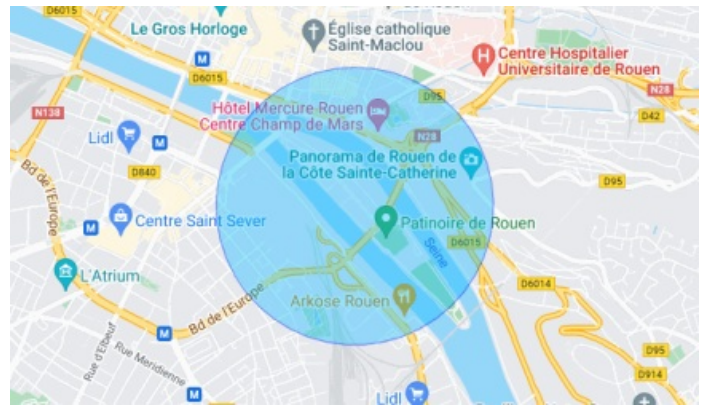 D6015
Le Gros Horloge
Église catholique
Saint-Maclou
Centre Hospitalier
Universitaire de Rouen
M
D6015
D95
N28
N138
Hôtel Mercure Rouen
Centre Champ de Mars
D42
Lidl
M
N28
Panorama de Rouen de
la Côte Sainte-Catherine
D840
D95
Bd de l'Europe
Centre Saint Sever
M
Patinoire de Rouen
Seine
D6015
L'Atrium
D6014
Bd de l'Europe
Arkose Rouen
M
Rue d'Elbeuf
Rue Meridienne
D95
D914
M
Lidl